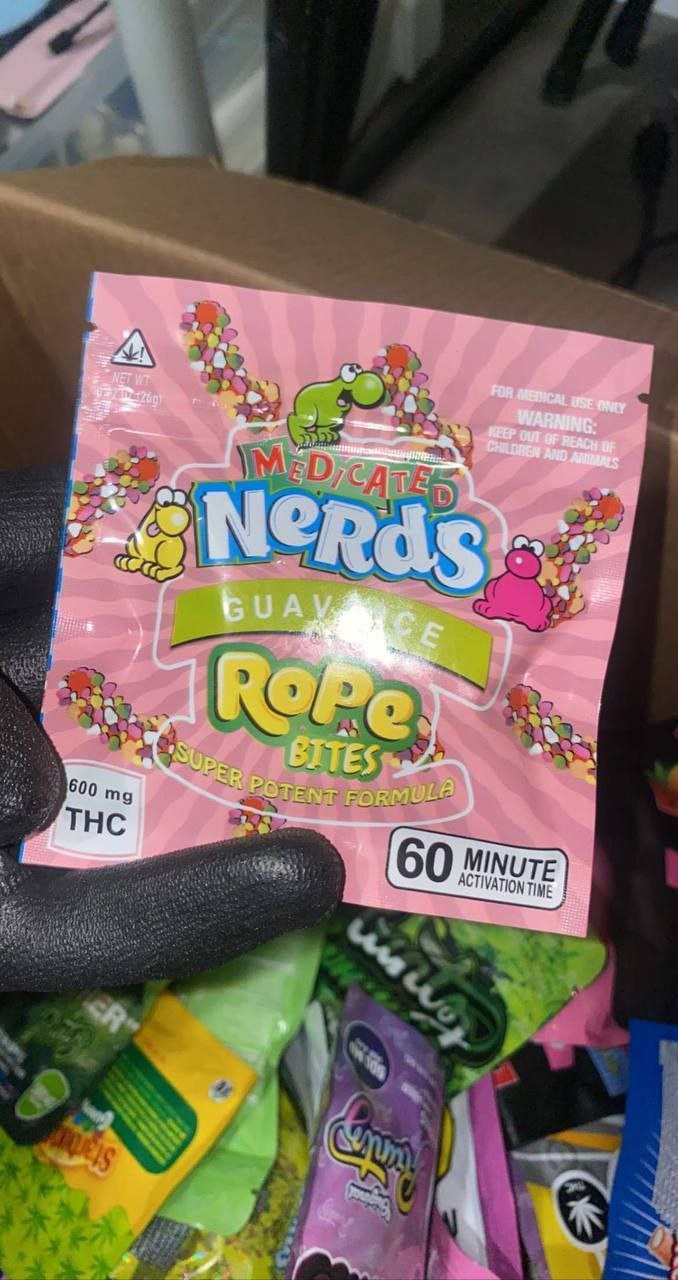 NET WT
FOR MEDICAL USE ONLY
WARNING:
KEEP OUT OF REACH OF
CHILDREN AND ANIMALS
MEDICATED
NeRdS
ROPe
BITES
SUPER POTENT FORMULA
600 mg
THC
60 MINUTE
ACTIVATION TIME
THC